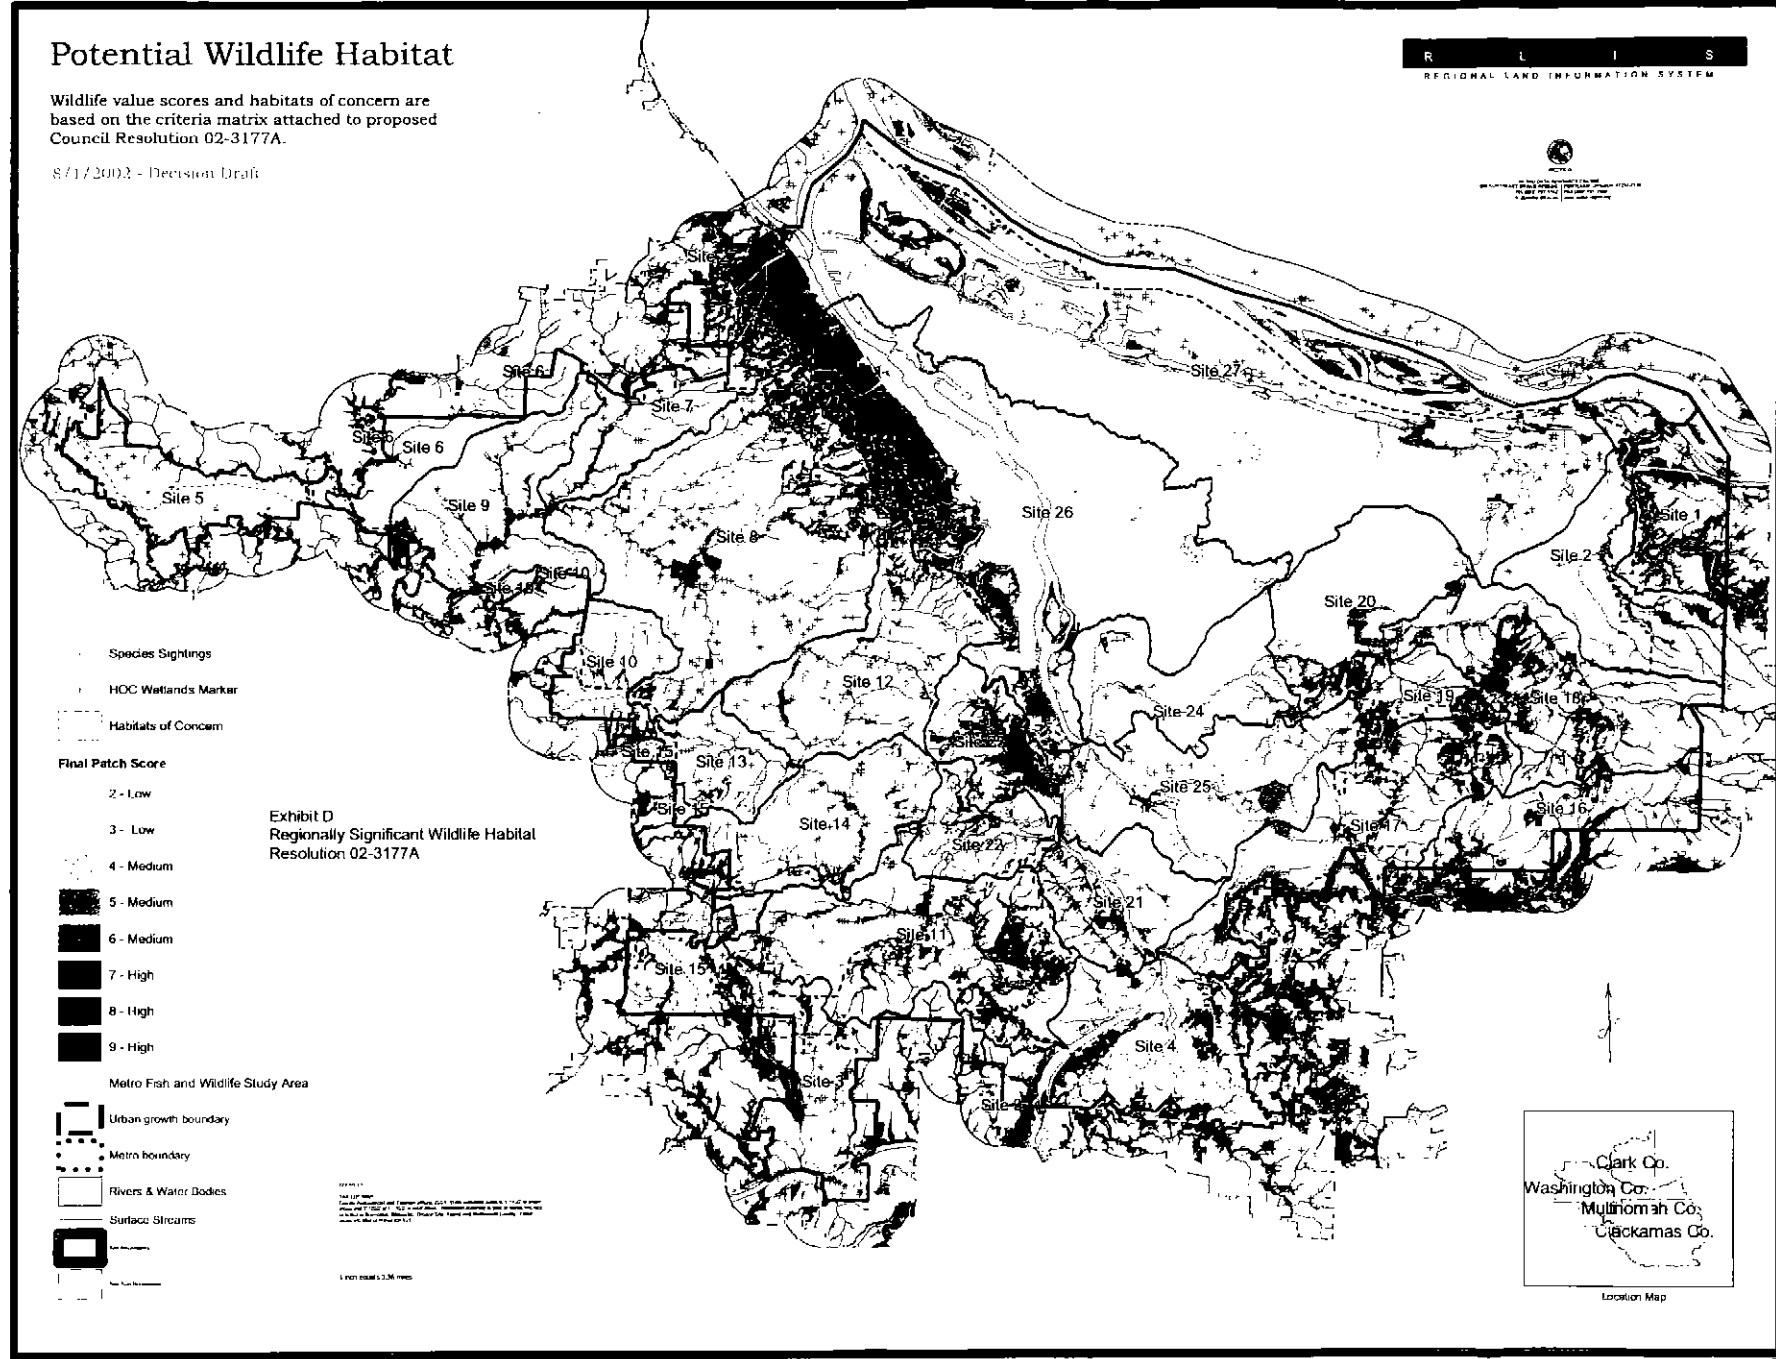 Potential Wildlife Habitat
Wildlife value scores and habitats of concern are
based on the criteria matrix attached to proposed
Council Resolution 02-3177A.
8/1/2002 - Decision Draft
R L I S
REGIONAL LAND INFORMATION SYSTEM
METRO
Site
Site 6
Site 27
Site 7
Site 6
Site 5
Site 9
Site 8
Site 26
Site 1
Site 2
Site 10
Site 15
Site 20
Site 10
Site 12
Site 19
Site 18
Site 24
Site 15
Site 13
Site 25
Site 15
Site 14
Site 16
Site 17
Site 22
Site 21
Site 11
Site 15
Site 4
Site 3
Site
Species Sightings
HOC Wetlands Marker
Habitats of Concern
Final Patch Score
2 - Low
3 - Low
4 - Medium
5 - Medium
6 - Medium
7 - High
8 - High
9 - High
Metro Fish and Wildlife Study Area
Urban growth boundary
Metro boundary
Rivers & Water Bodies
Surface Streams
Exhibit D
Regionally Significant Wildlife Habitat
Resolution 02-3177A
Clark Co.
Washington Co.
Multnomah Co.
Clackamas Co.
Location Map